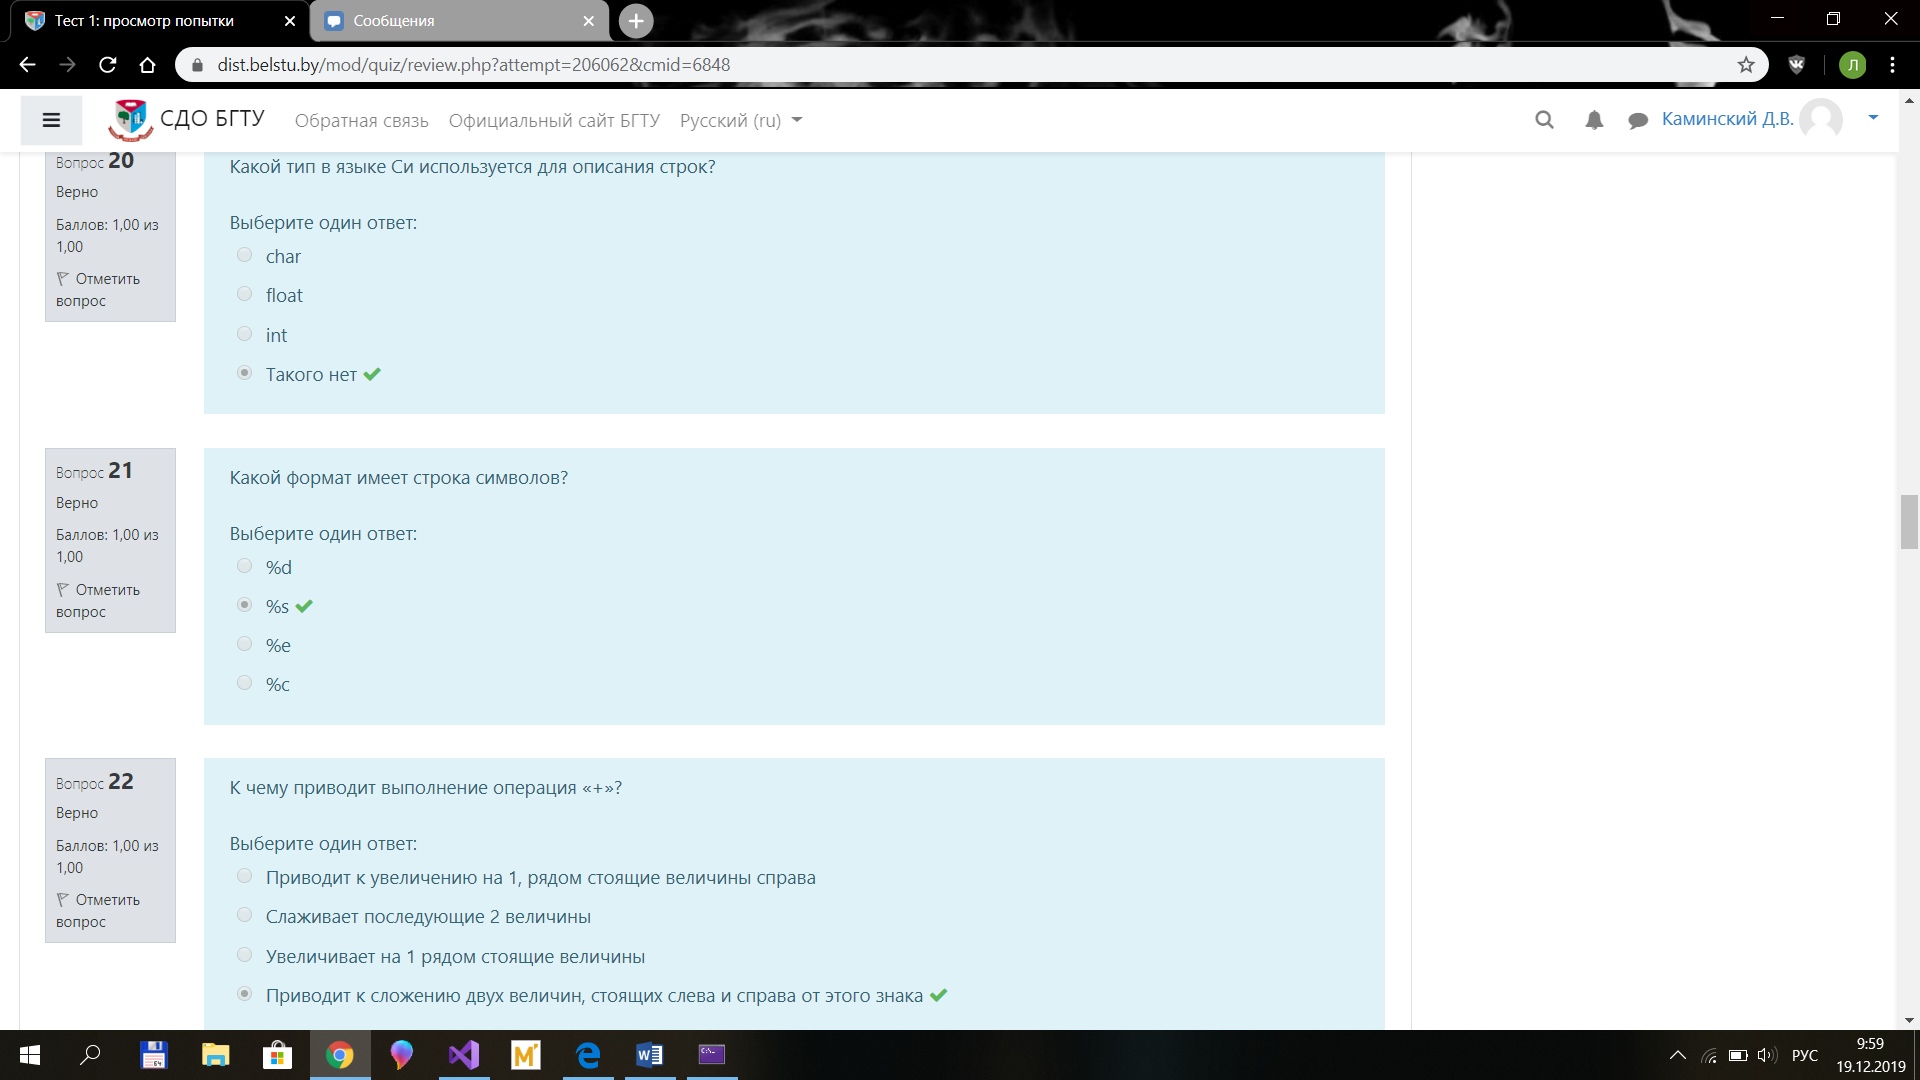 Тест 1: просмотр попытки
Сообщения
dist.belstu.by/mod/quiz/review.php?attempt=206062&cmid=6848
Л
СДО БГТУ
Обратная связь
Официальный сайт БГТУ
Русский (ru)
Каминский Д.В.
Вопрос 20
Верно
Баллов: 1,00 из
1,00
Отметить
вопрос
Какой тип в языке Си используется для описания строк?
Выберите один ответ:
char
float
int
Такого нет
Вопрос 21
Верно
Баллов: 1,00 из
1,00
Отметить
вопрос
Какой формат имеет строка символов?
Выберите один ответ:
%d
%s
%e
%c
Вопрос 22
Верно
Баллов: 1,00 из
1,00
Отметить
вопрос
К чему приводит выполнение операция «+»?
Выберите один ответ:
Приводит к увеличению на 1, рядом стоящие величины справа
Слаживает последующие 2 величины
Увеличивает на 1 рядом стоящие величины
Приводит к сложению двух величин, стоящих слева и справа от этого знака
64
РУС
9:59
19.12.2019